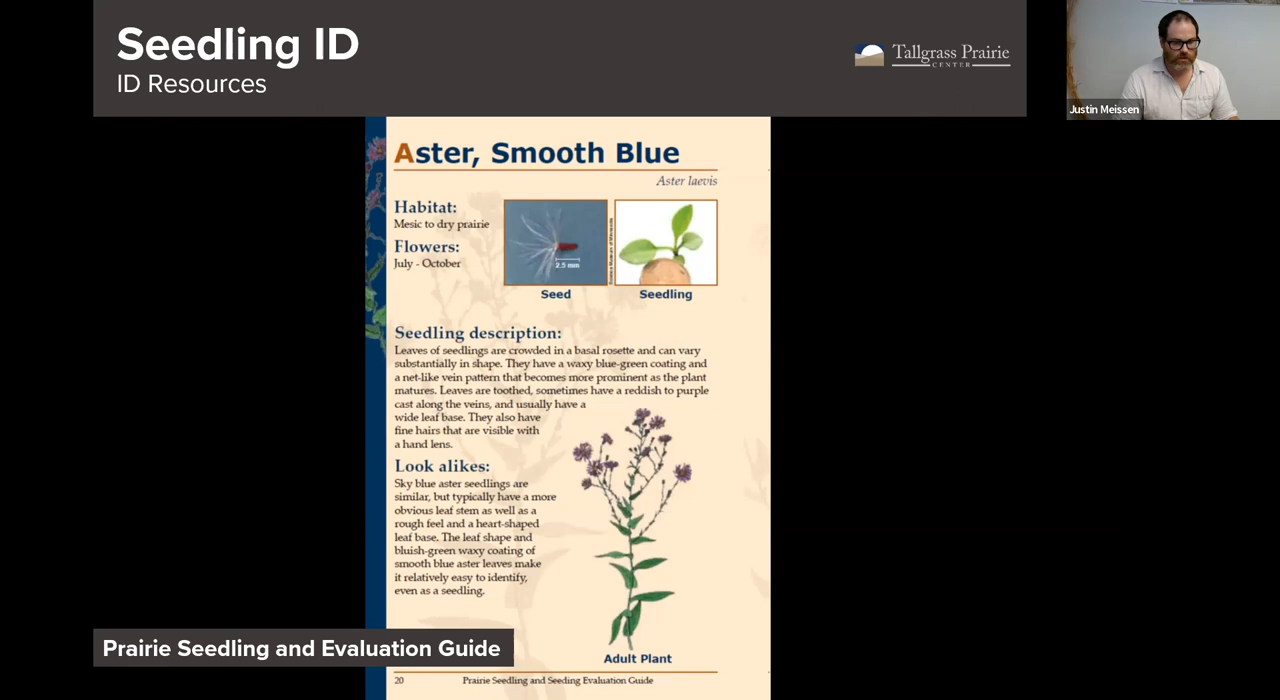 Seedling ID
ID Resources
Tallgrass Prairie
CENTER
Justin Meissen
Aster, Smooth Blue
Aster laevis
Habitat:
Mesic to dry prairie
Flowers:
July - October
2.5 mm
Seed
Seedling
Seedling description:
Leaves of seedlings are crowded in a basal rosette and can vary
substantially in shape. They have a waxy blue-green coating and
a net-like vein pattern that becomes more prominent as the plant
matures. Leaves are toothed, sometimes have a reddish to purple
cast along the veins, and usually have a
wide leaf base. They also have
fine hairs that are visible with
a hand lens.
Look alikes:
Sky blue aster seedlings are
similar, but typically have a more
obvious leaf stem as well as a
rough feel and a heart-shaped
leaf base. The leaf shape and
bluish-green waxy coating of
smooth blue aster leaves make
it relatively easy to identify,
even as a seedling.
Adult Plant
Prairie Seedling and Evaluation Guide
20
Prairie Seedling and Seeding Evaluation Guide